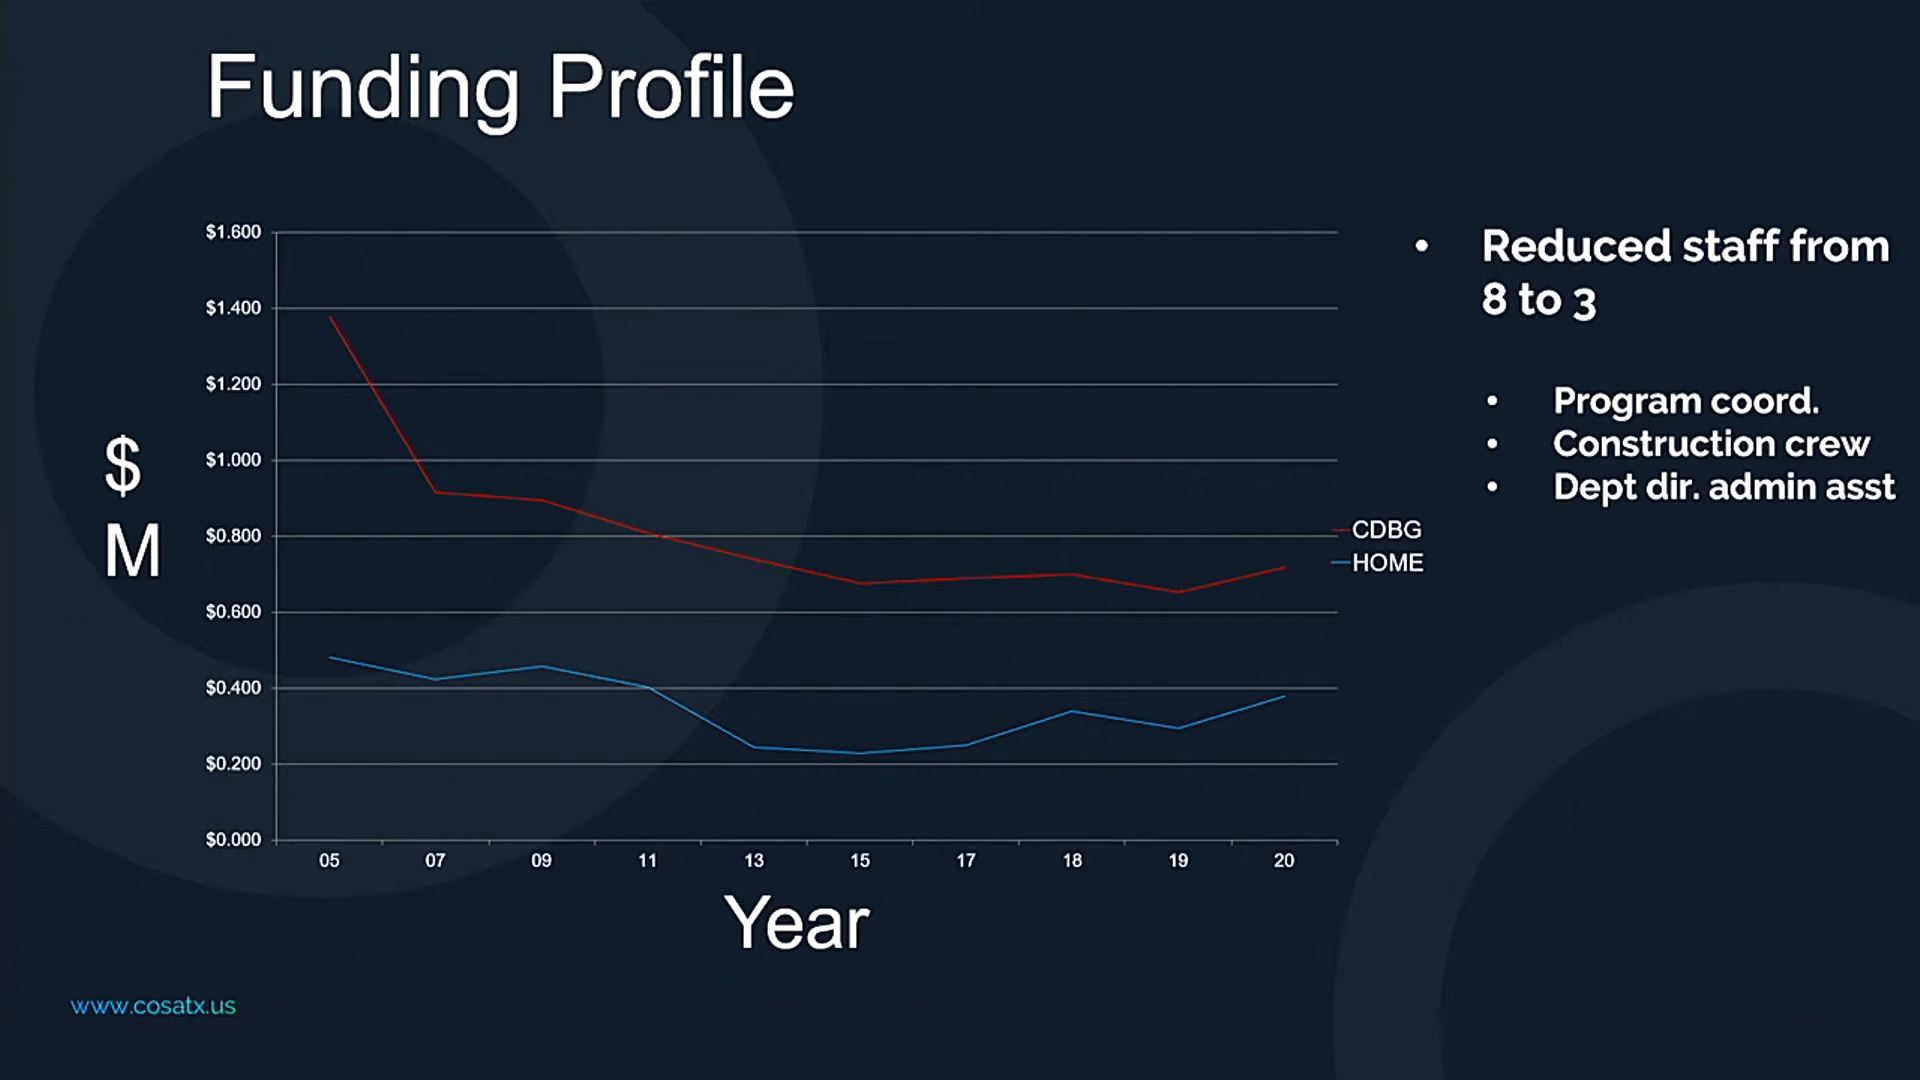 Funding Profile
$1.600
$1.400
$1.200
$1.000
$0.800
$0.600
$0.400
$0.200
$0.000
$
M
05 07 09 11 13 15 17 18 19 20
Year
CDBG
HOME
• Reduced staff from
8 to 3
• Program coord.
• Construction crew
• Dept dir. admin asst
www.cosatx.us